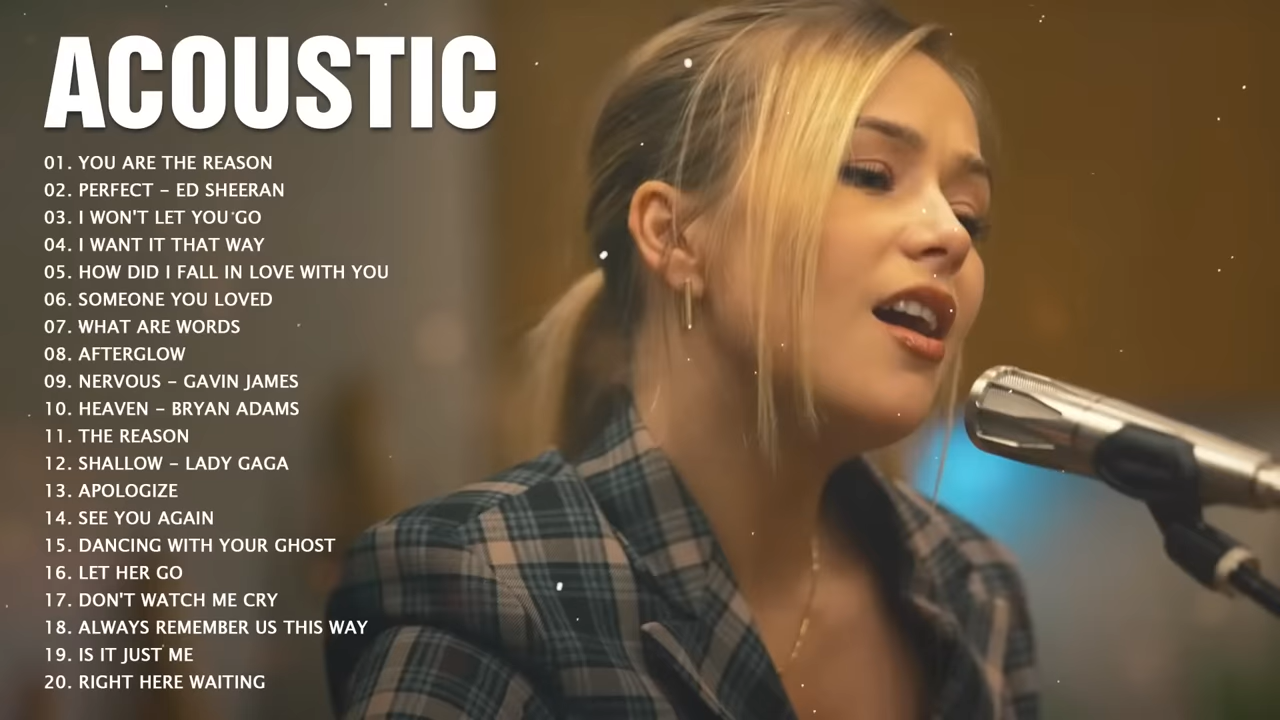 ACOUSTIC
01. YOU ARE THE REASON
02. PERFECT – ED SHEERAN
03. I WON'T LET YOU GO
04. I WANT IT THAT WAY
05. HOW DID I FALL IN LOVE WITH YOU
06. SOMEONE YOU LOVED
07. WHAT ARE WORDS
08. AFTERGLOW
09. NERVOUS – GAVIN JAMES
10. HEAVEN – BRYAN ADAMS
11. THE REASON
12. SHALLOW – LADY GAGA
13. APOLOGIZE
14. SEE YOU AGAIN
15. DANCING WITH YOUR GHOST
16. LET HER GO
17. DON'T WATCH ME CRY
18. ALWAYS REMEMBER US THIS WAY
19. IS IT JUST ME
20. RIGHT HERE WAITING